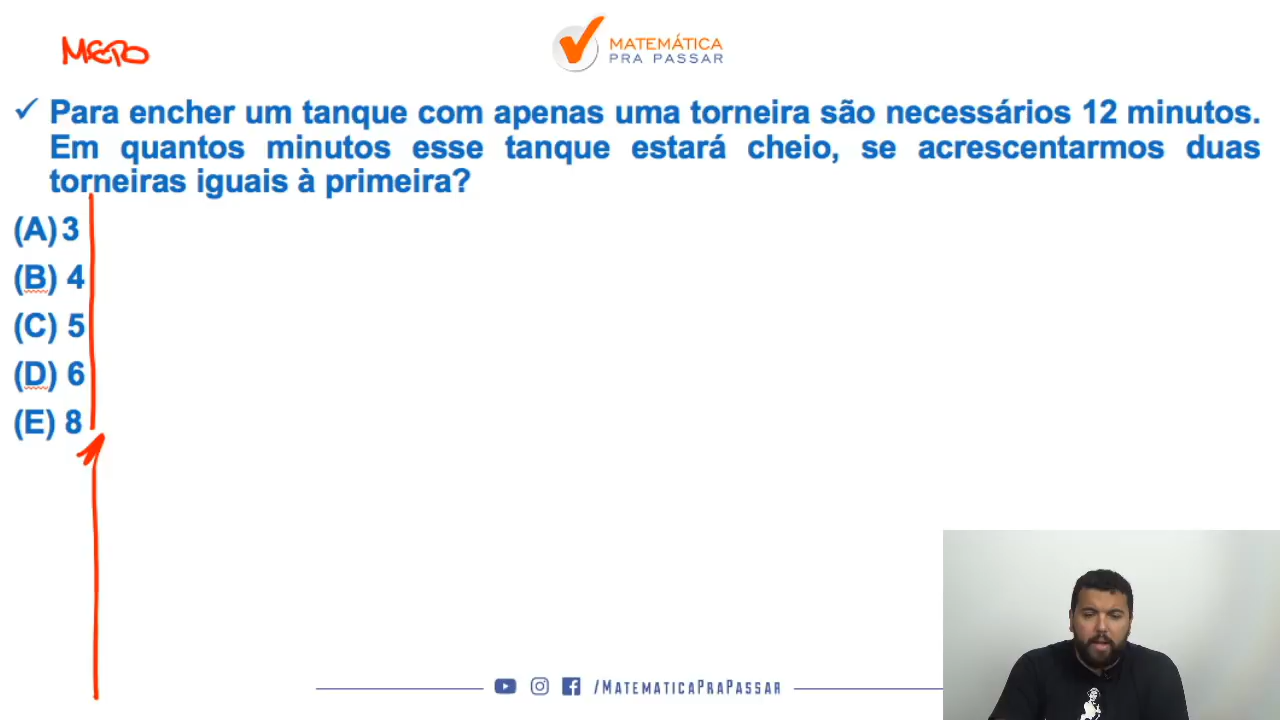 MATEMÁTICA
PRA PASSAR
✓ Para encher um tanque com apenas uma torneira são necessários 12 minutos.
Em quantos minutos esse tanque estará cheio, se acrescentarmos duas
torneiras iguais à primeira?
(A) 3
(B) 4
(C) 5
(D) 6
(E) 8
/MATEMATICAPRAPASSAR